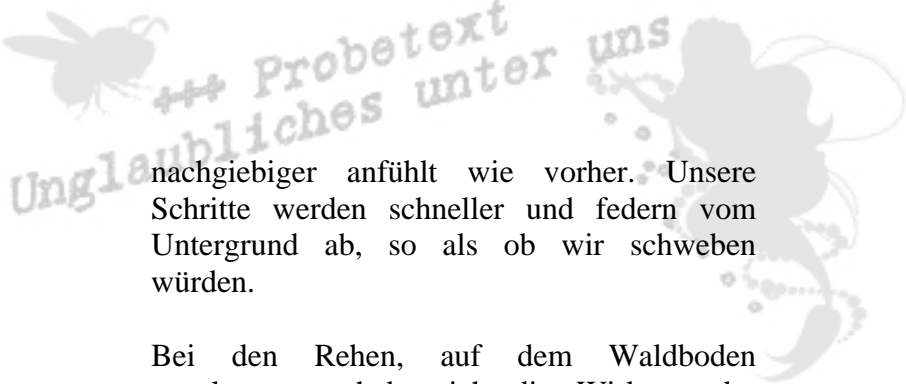 +++ Probetext
Unglaubliches unter uns
nachgiebiger anfühlt wie vorher. Unsere
Schritte werden schneller und federn vom
Untergrund ab, so als ob wir schweben
würden.
Bei den Rehen, auf dem Waldboden